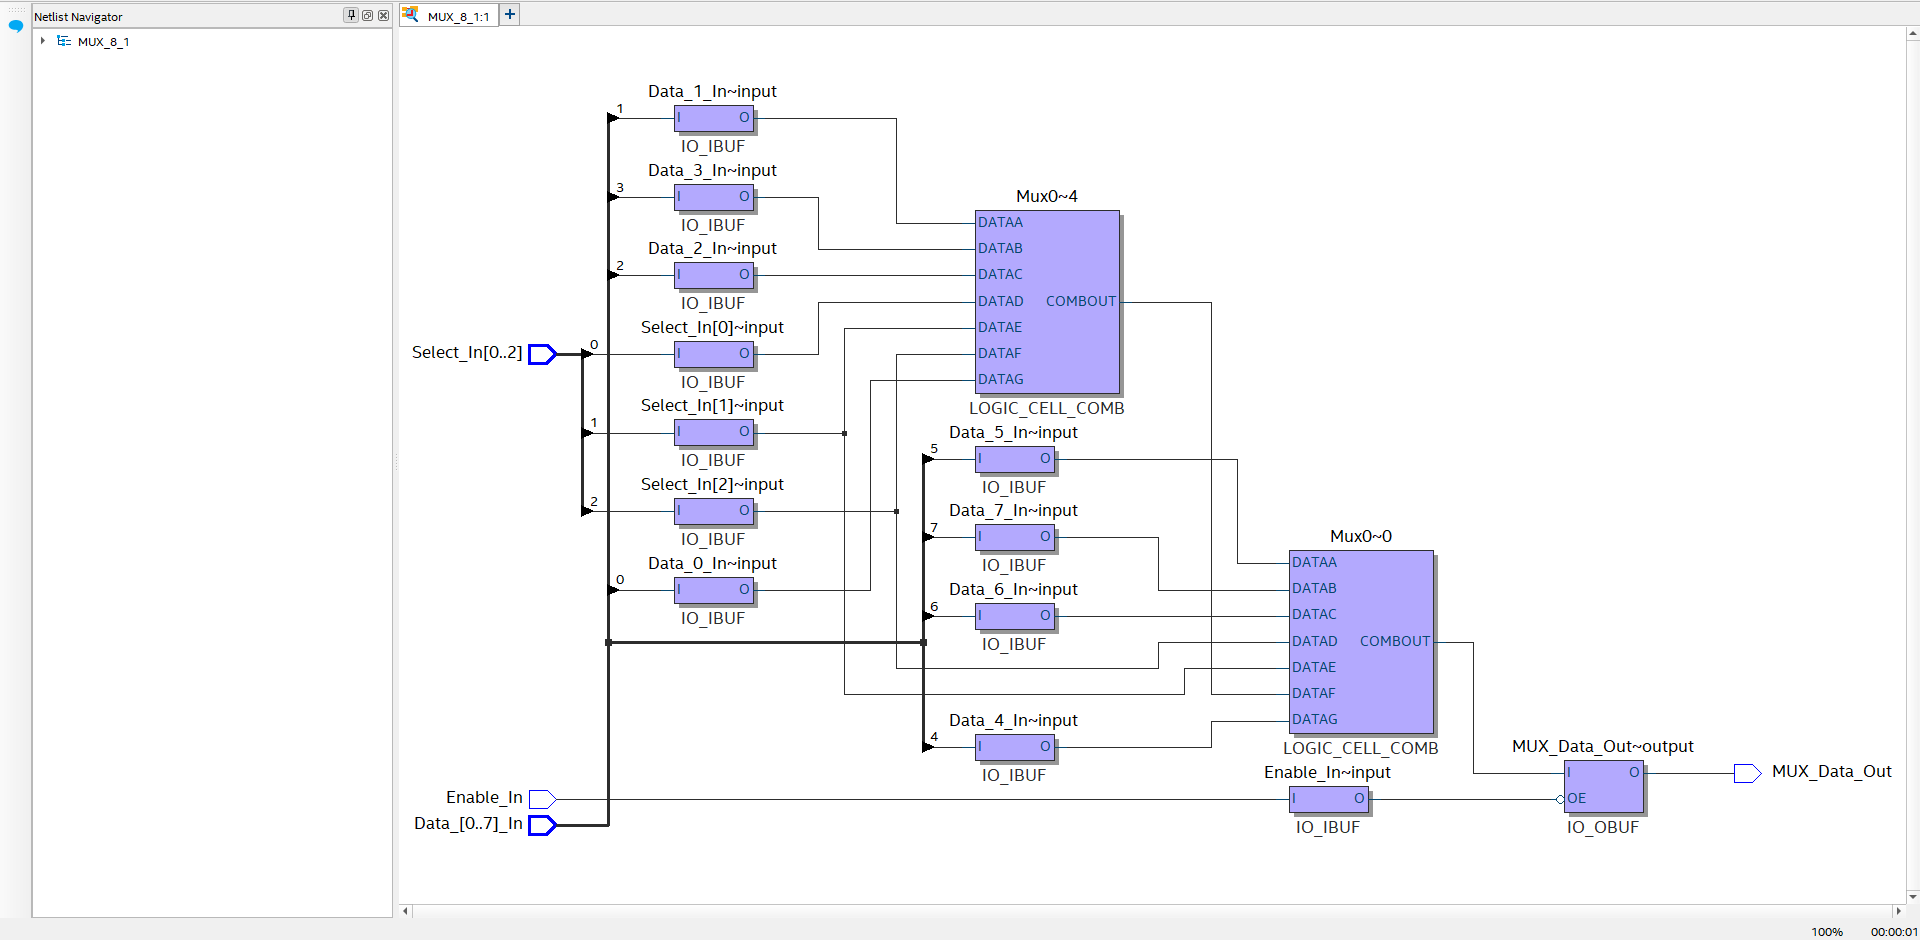 Netlist Navigator
MUX_8_1
MUX_8_1:1
Data_1_In~input
1
I O
IO_IBUF
Data_3_In~input
3
I O
IO_IBUF
Data_2_In~input
2
I O
IO_IBUF
Select_In[0]~input
Select_In[0..2]
0
I O
IO_IBUF
Select_In[1]~input
1
I O
IO_IBUF
Select_In[2]~input
2
I O
IO_IBUF
Data_0_In~input
0
I O
IO_IBUF
Mux0~4
DATAA
DATAB
DATAC
DATAD COMBOUT
DATAE
DATAF
DATAG
LOGIC_CELL_COMB
Data_5_In~input
5
I O
IO_IBUF
Data_7_In~input
7
I O
IO_IBUF
Data_6_In~input
6
I O
IO_IBUF
Data_4_In~input
4
I O
IO_IBUF
Mux0~0
DATAA
DATAB
DATAC
DATAD COMBOUT
DATAE
DATAF
DATAG
LOGIC_CELL_COMB
Enable_In~input
Enable_In
I O
IO_IBUF
Data_[0..7]_In
MUX_Data_Out~output
I O
OE
IO_OBUF
MUX_Data_Out
100% 00:00:01